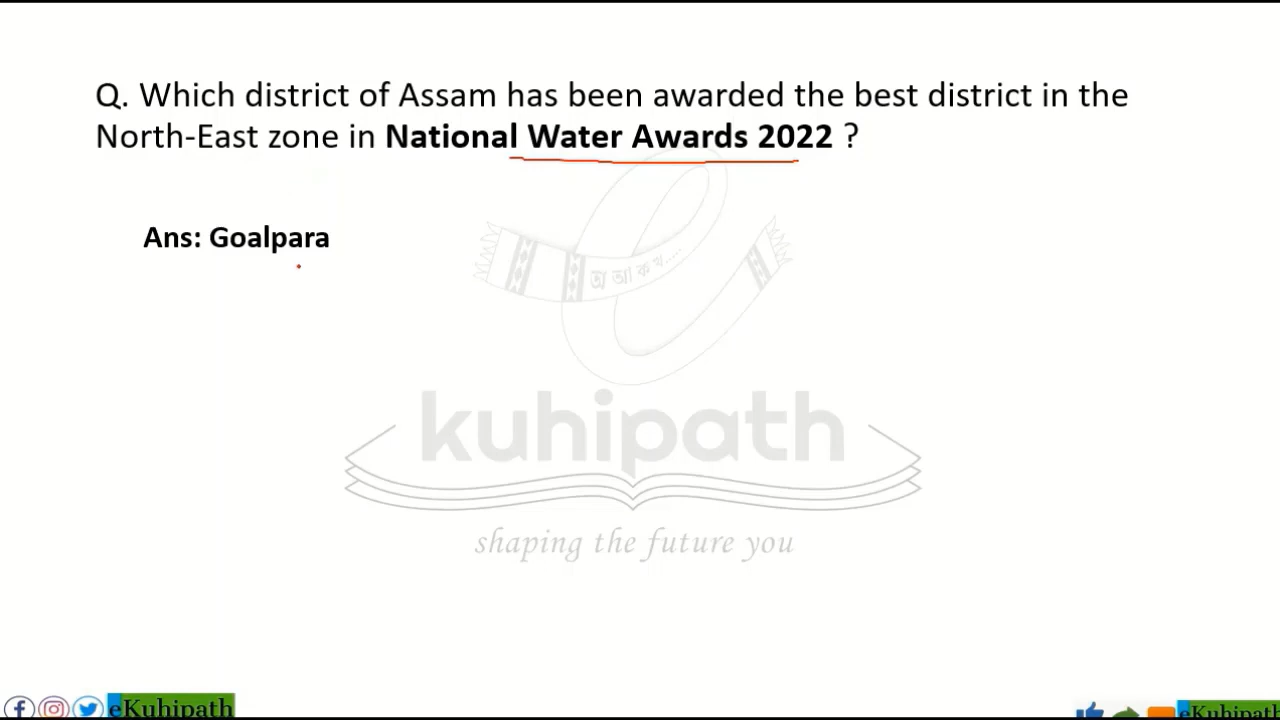 Q. Which district of Assam has been awarded the best district in the
North-East zone in National Water Awards 2022 ?
Ans: Goalpara
অ আ ক খ....
kuhipath
shaping the future you
eKuhipath
eKuhipath